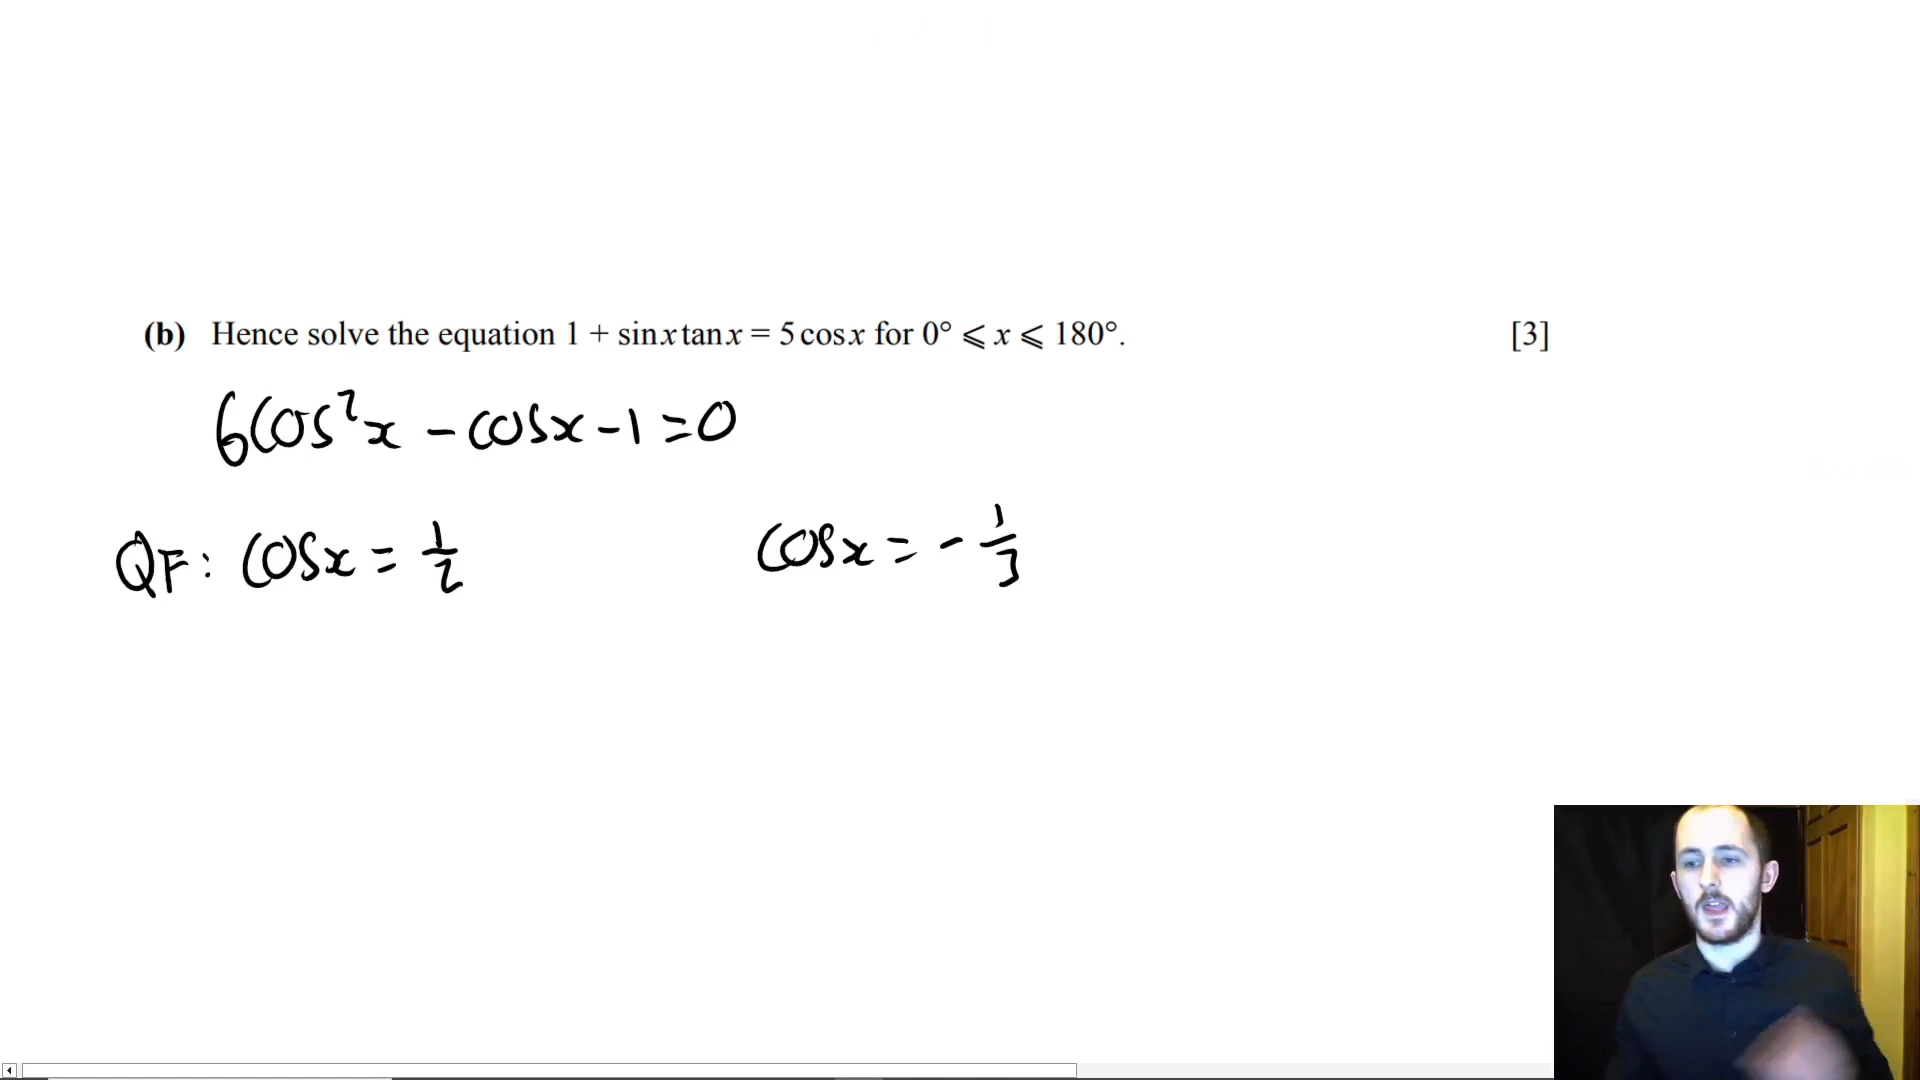 (b) Hence solve the equation 1 + sin x tan x = 5 cos x for 0° ⩽ x ⩽ 180°. [3]
6cos²x - cosx - 1 = 0
QF: cosx = 1/2 cosx = -1/3